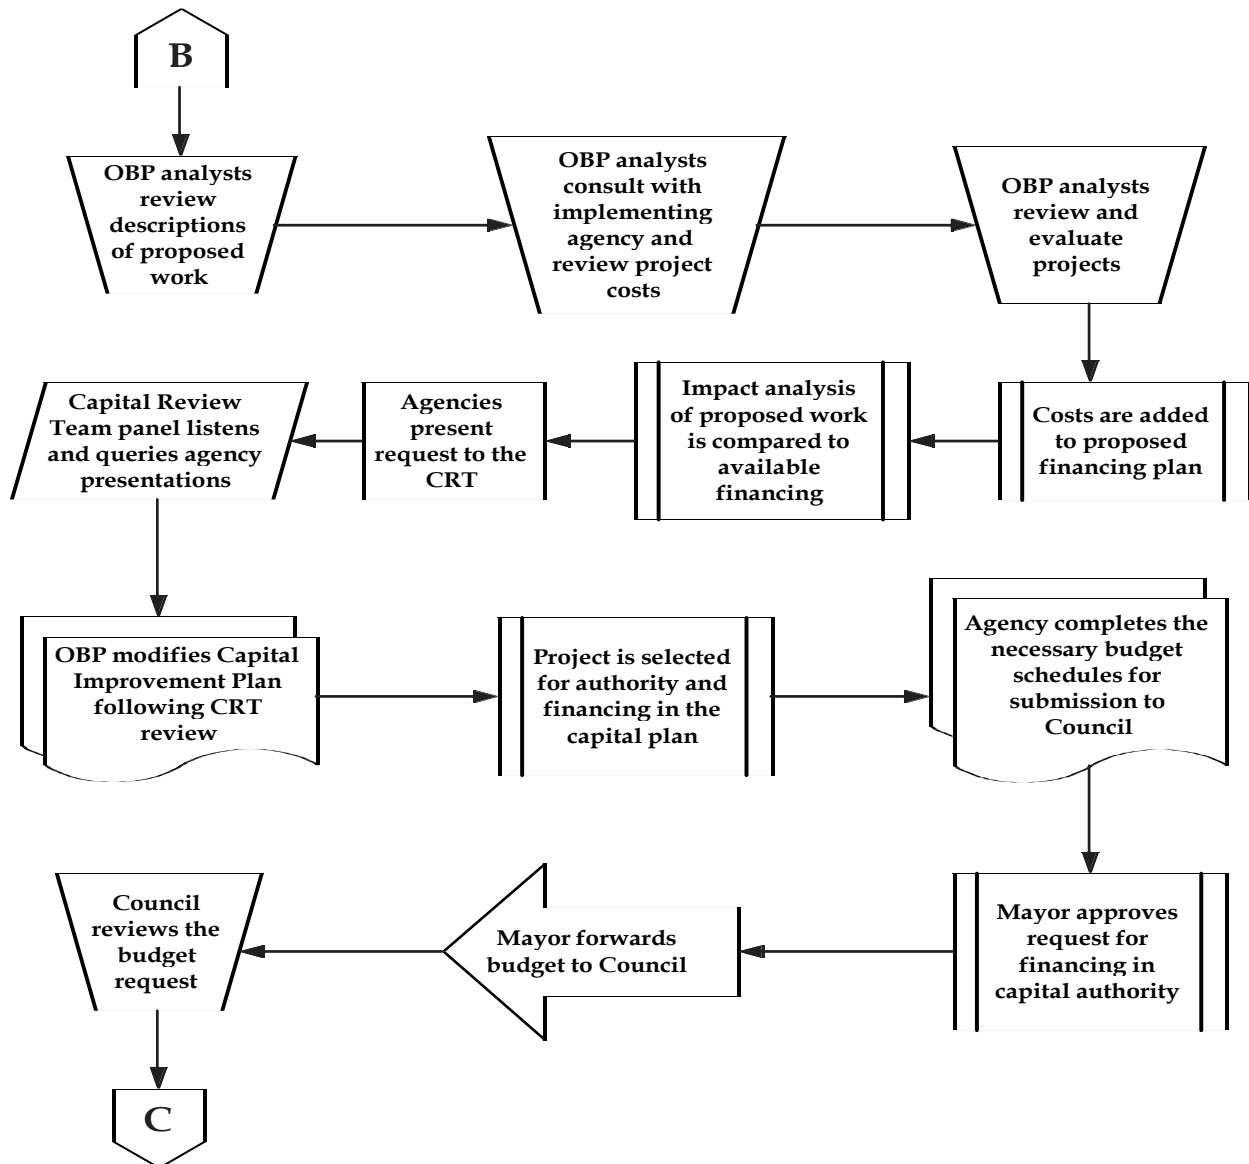 B
OBP analysts
review
descriptions
of proposed
work
OBP analysts
consult with
implementing
agency and
review project
costs
OBP analysts
review and
evaluate
projects
Costs are added
to proposed
financing plan
Impact analysis
of proposed work
is compared to
available
financing
Agencies
present
request to the
CRT
Capital Review
Team panel listens
and queries agency
presentations
OBP modifies Capital
Improvement Plan
following CRT
review
Project is selected
for authority and
financing in the
capital plan
Agency completes the
necessary budget
schedules for
submission to
Council
Mayor approves
request for
financing in
capital authority
Mayor forwards
budget to Council
Council
reviews the
budget
request
C